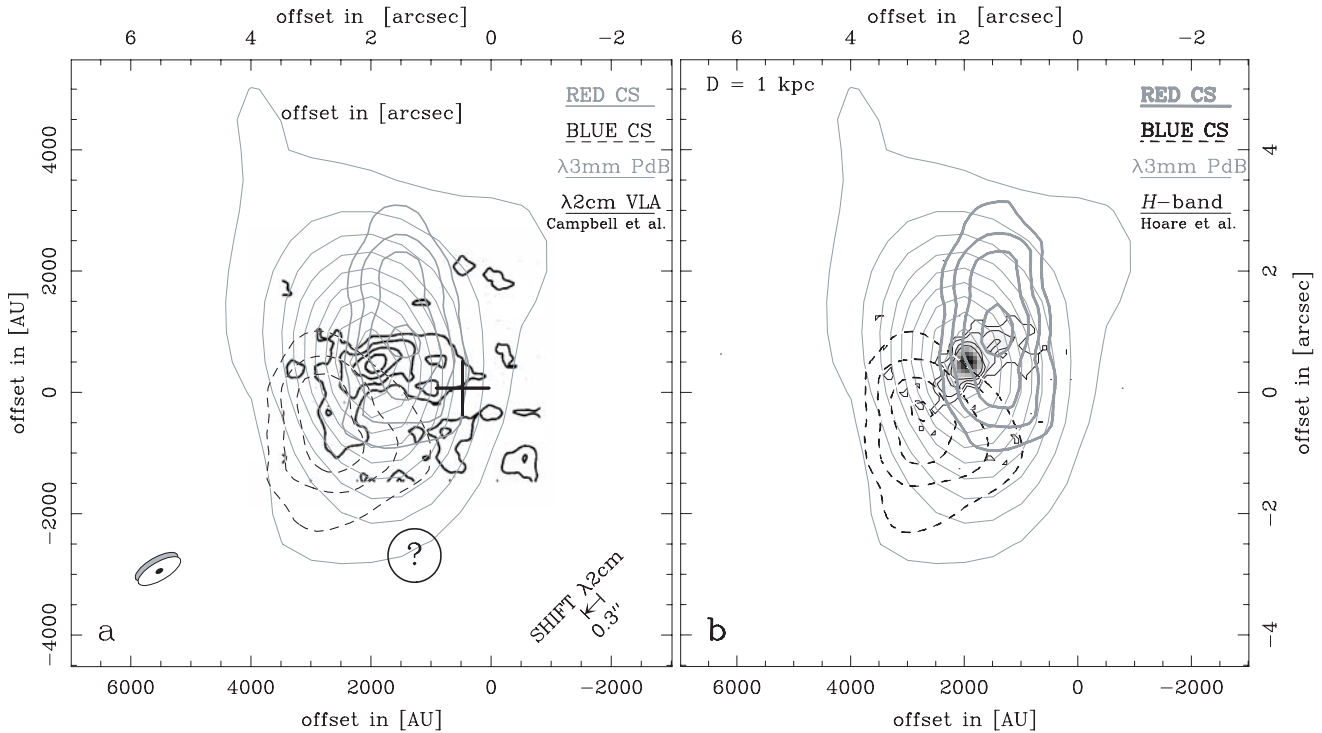 offset in [arcsec]
6 4 2 0 −2
offset in [arcsec]
RED CS
BLUE CS
λ3mm PdB
λ2cm VLA
Campbell et al.
4000
2000
0
−2000
−4000
offset in [AU]
?
SHIFT λ2cm
0.3"
a
6000 4000 2000 0 −2000
offset in [AU]
offset in [arcsec]
6 4 2 0 −2
D = 1 kpc
RED CS
BLUE CS
λ3mm PdB
H−band
Hoare et al.
4
2
0
−2
−4
offset in [arcsec]
b
6000 4000 2000 0 −2000
offset in [AU]